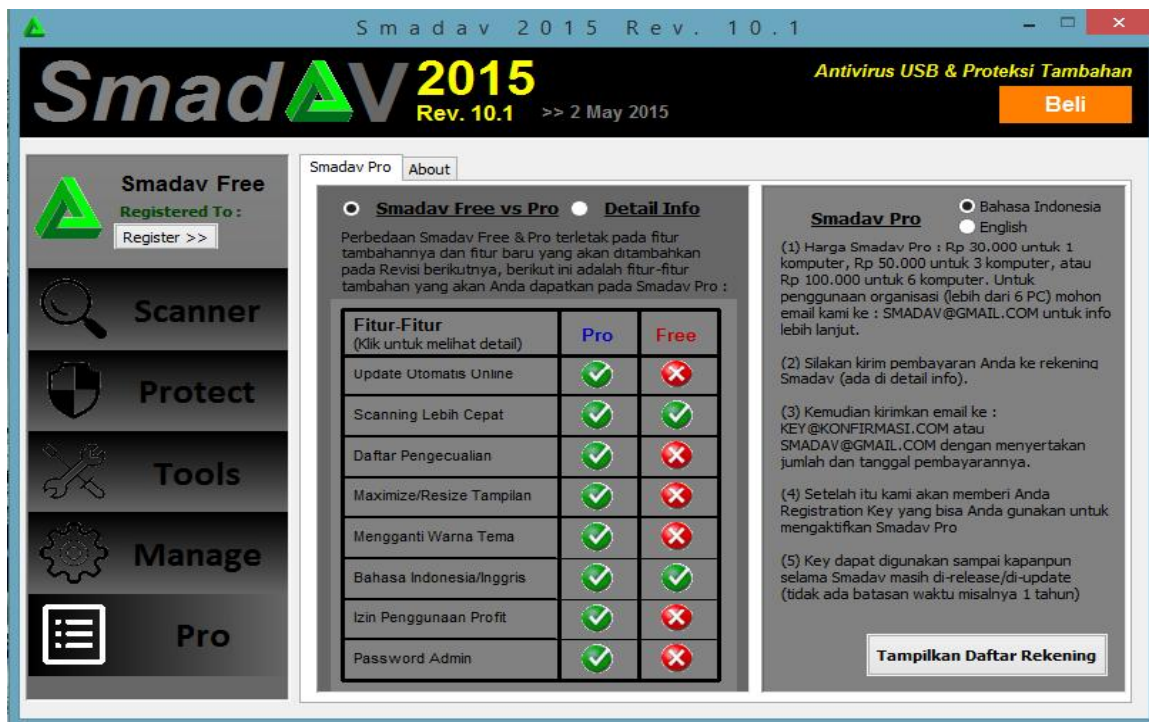 Smadav 2015 Rev. 10.1
SmadAV 2015
Rev. 10.1 >> 2 May 2015
Antivirus USB & Proteksi Tambahan
Beli
Smadav Free
Registered To :
Register >>
Scanner
Protect
Tools
Manage
Pro
Smadav Pro About
Smadav Free vs Pro Detail Info
Perbedaan Smadav Free & Pro terletak pada fitur
tambahannya dan fitur baru yang akan ditambahkan
pada Revisi berikutnya, berikut ini adalah fitur-fitur
tambahan yang akan Anda dapatkan pada Smadav Pro :
Fitur-Fitur
(Klik untuk melihat detail)
Pro Free
Update Otomatis Online
Scanning Lebih Cepat
Daftar Pengecualian
Maximize/Resize Tampilan
Mengganti Warna Tema
Bahasa Indonesia/Inggris
Izin Penggunaan Profit
Password Admin
Smadav Pro
Bahasa Indonesia
English
(1) Harga Smadav Pro : Rp 30.000 untuk 1
komputer, Rp 50.000 untuk 3 komputer, atau
Rp 100.000 untuk 6 komputer. Untuk
penggunaan organisasi (lebih dari 6 PC) mohon
email kami ke : SMADAV@GMAIL.COM untuk info
lebih lanjut.
(2) Silakan kirim pembayaran Anda ke rekening
Smadav (ada di detail info).
(3) Kemudian kirimkan email ke :
KEY@KONFIRMASI.COM atau
SMADAV@GMAIL.COM dengan menyertakan
jumlah dan tanggal pembayarannya.
(4) Setelah itu kami akan memberi Anda
Registration Key yang bisa Anda gunakan untuk
mengaktifkan Smadav Pro
(5) Key dapat digunakan sampai kapanpun
selama Smadav masih di-release/di-update
(tidak ada batasan waktu misalnya 1 tahun)
Tampilkan Daftar Rekening